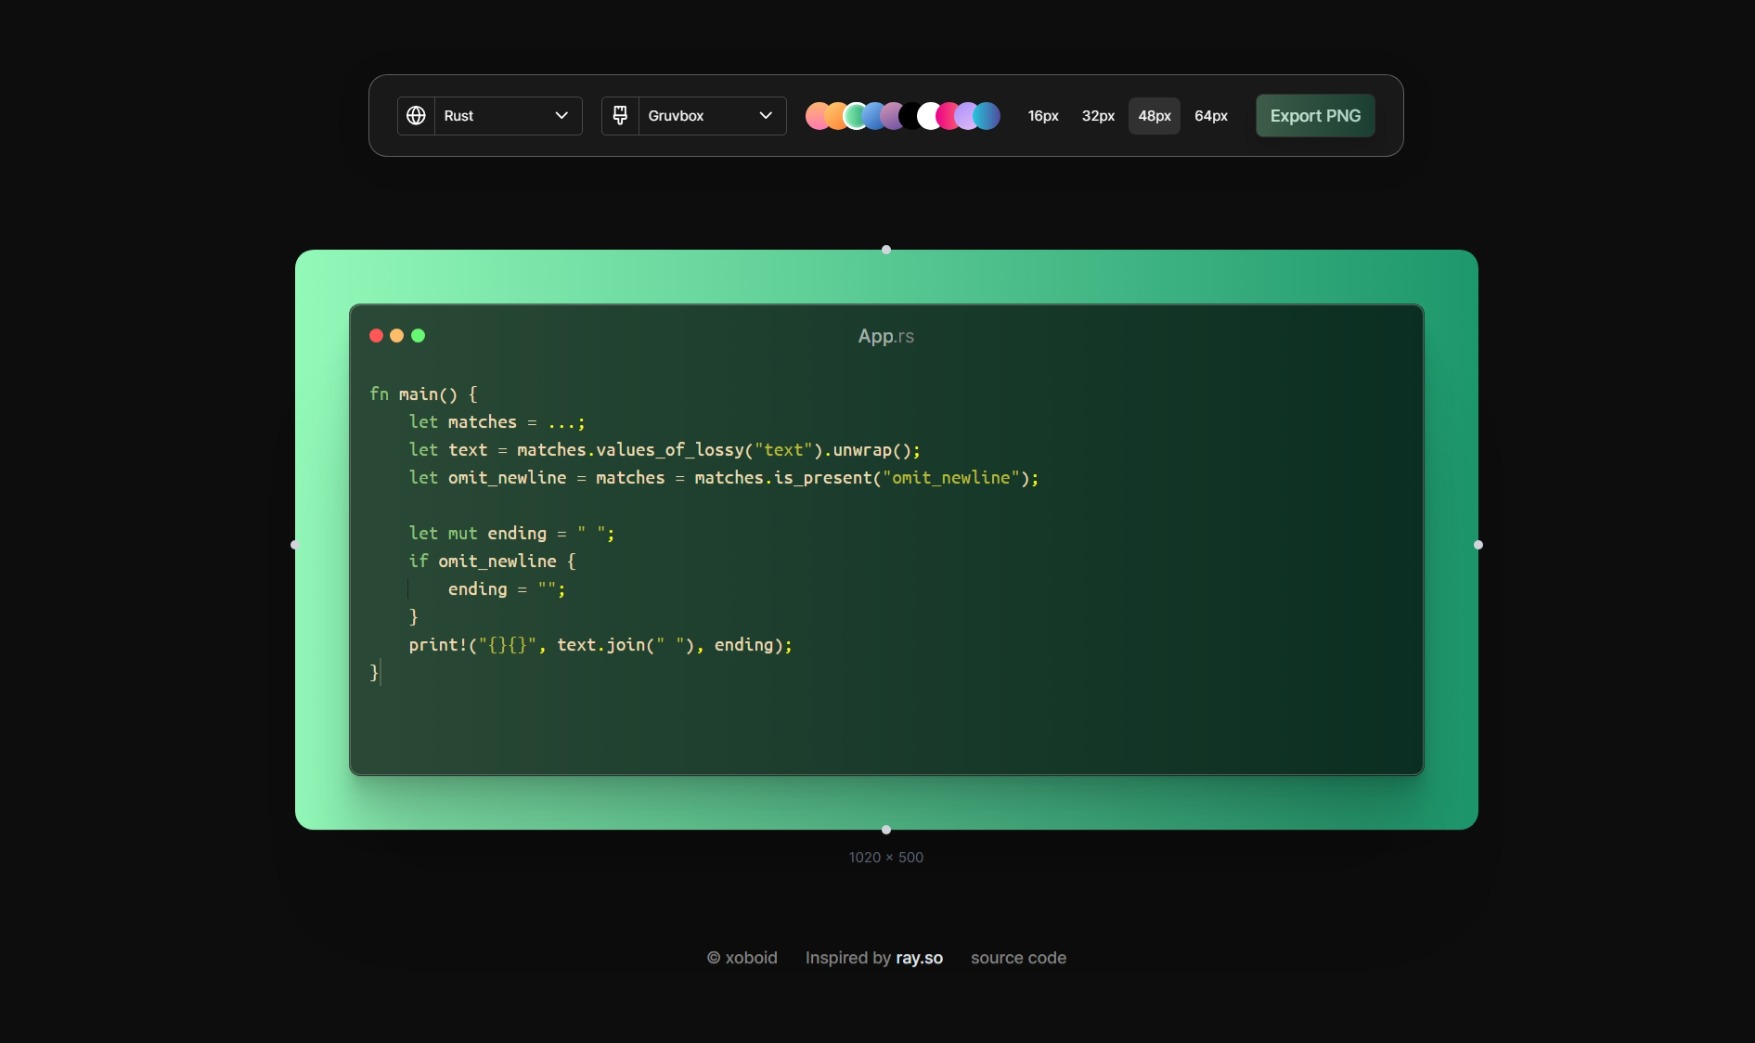 Rust Gruvbox 16px 32px 48px 64px Export PNG
App.rs
fn main() {
    let matches = ...;
    let text = matches.values_of_lossy("text").unwrap();
    let omit_newline = matches = matches.is_present("omit_newline");

    let mut ending = " ";
    if omit_newline {
        ending = "";
    }
    print!("{}{}", text.join(" "), ending);
}
1020 × 500
© xoboid Inspired by ray.so source code